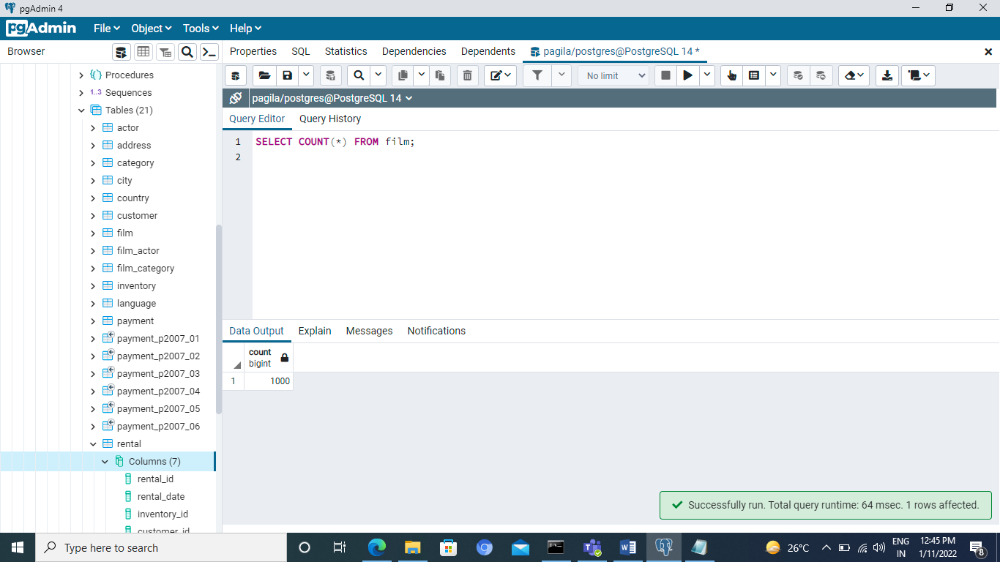 pgAdmin 4
pgAdmin File Object Tools Help
Browser
Properties SQL Statistics Dependencies Dependents pagila/postgres@PostgreSQL 14 *
No limit
pagila/postgres@PostgreSQL 14
Query Editor Query History
1 SELECT COUNT(*) FROM film;
2
Procedures
1..3 Sequences
Tables (21)
actor
address
category
city
country
customer
film
film_actor
film_category
inventory
language
payment
payment_p2007_01
payment_p2007_02
payment_p2007_03
payment_p2007_04
payment_p2007_05
payment_p2007_06
rental
Columns (7)
rental_id
rental_date
inventory_id
customer_id
Data Output Explain Messages Notifications
count
bigint
1 1000
Successfully run. Total query runtime: 64 msec. 1 rows affected.
Type here to search
26°C
ENG
IN
12:45 PM
1/11/2022
8